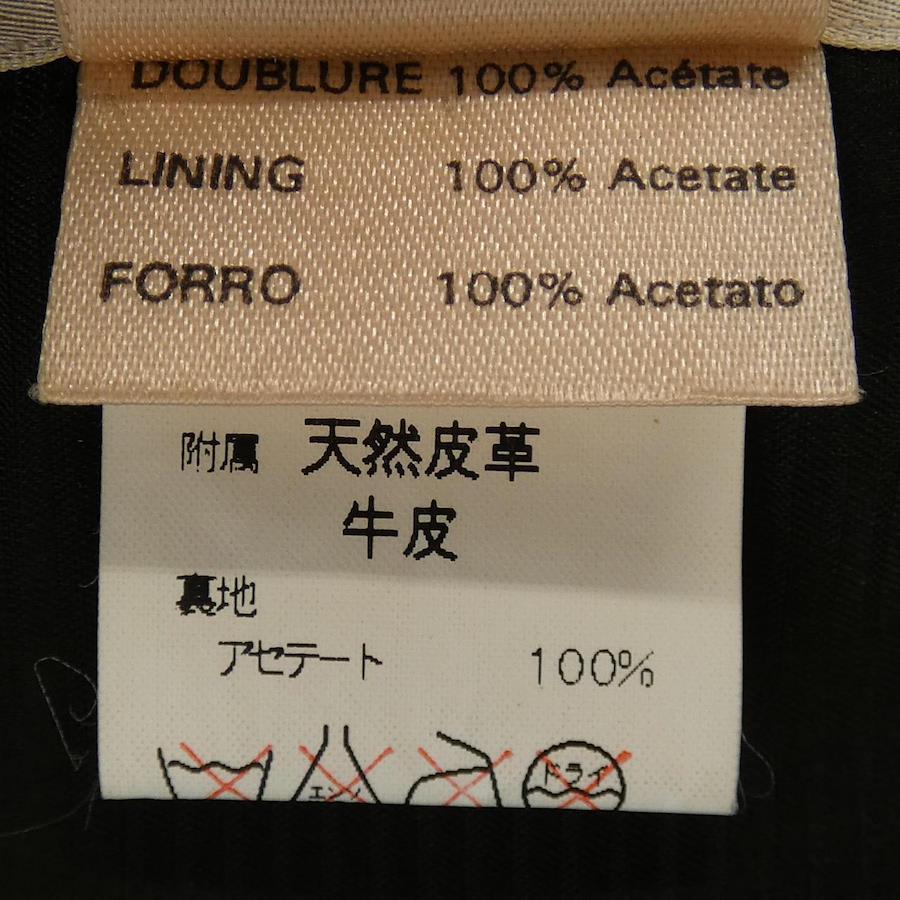 DOUBLURE 100% Acétate
LINING 100% Acetate
FORRO 100% Acetato
附属 天然皮革
牛皮
裏地
アセテート 100%
エンソ ドライ